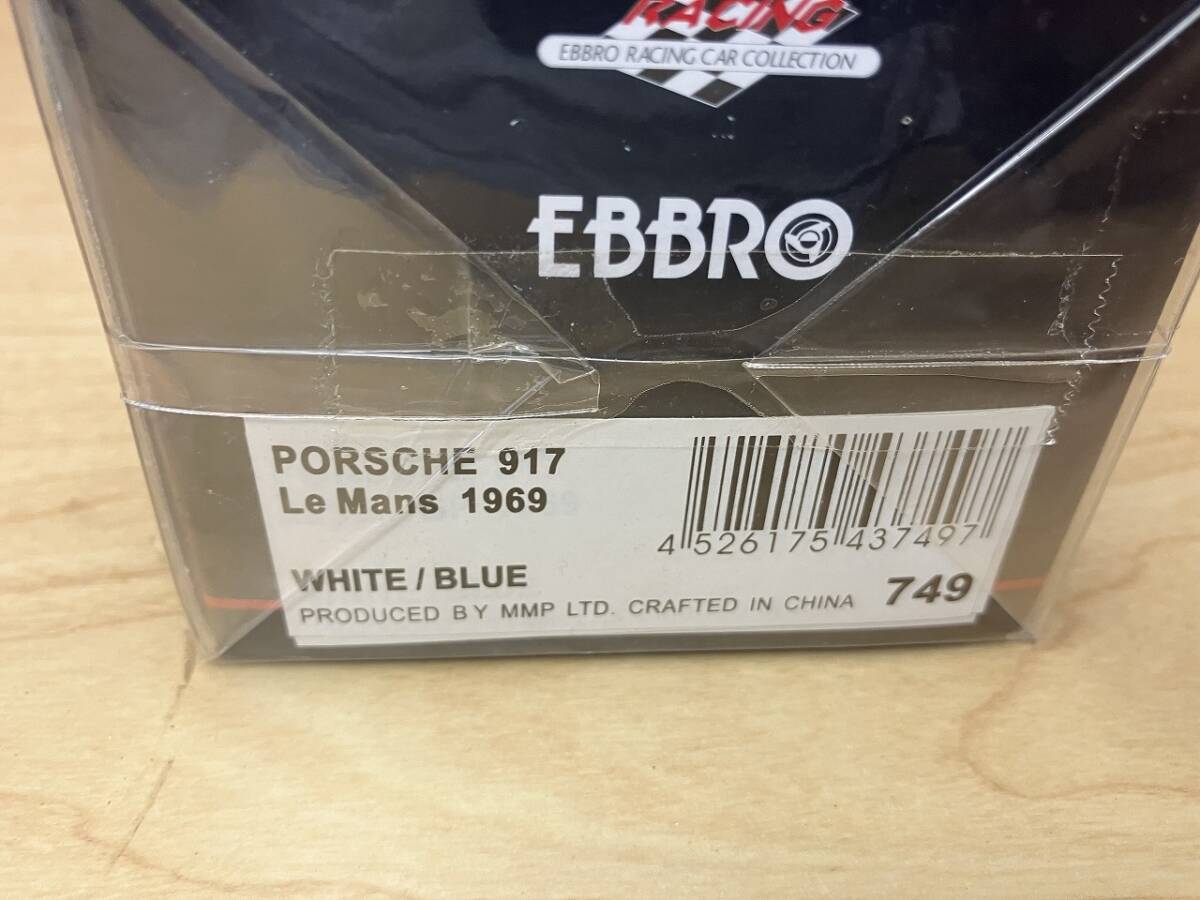 RACING
EBBRO RACING CAR COLLECTION
EBBRO
PORSCHE 917
Le Mans 1969
4 526175 437497
WHITE / BLUE
749
PRODUCED BY MMP LTD. CRAFTED IN CHINA